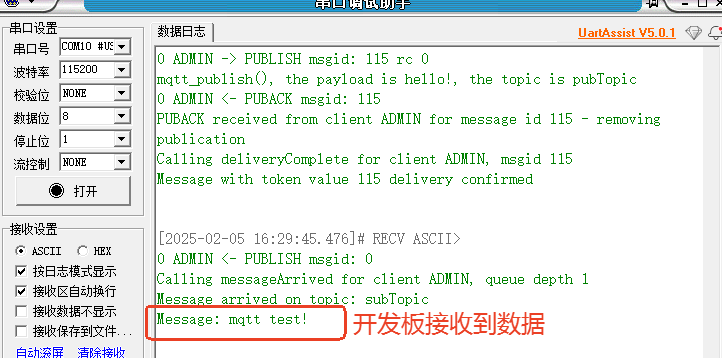 串口调试助手
串口设置
串口号 COM10 #US
波特率 115200
校验位 NONE
数据位 8
停止位 1
流控制 NONE
打开
接收设置
ASCII HEX
按日志模式显示
接收区自动换行
接收数据不显示
接收保存到文件...
自动滚屏 清除接收
数据日志
UartAssist V5.0.1
0 ADMIN -> PUBLISH msgid: 115 rc 0
mqtt_publish(), the payload is hello!, the topic is pubTopic
0 ADMIN <- PUBACK msgid: 115
PUBACK received from client ADMIN for message id 115 - removing
publication
Calling deliveryComplete for client ADMIN, msgid 115
Message with token value 115 delivery confirmed
[2025-02-05 16:29:45.476]# RECV ASCII>
0 ADMIN <- PUBLISH msgid: 0
Calling messageArrived for client ADMIN, queue depth 1
Message arrived on topic: subTopic
Message: mqtt test!
开发板接收到数据